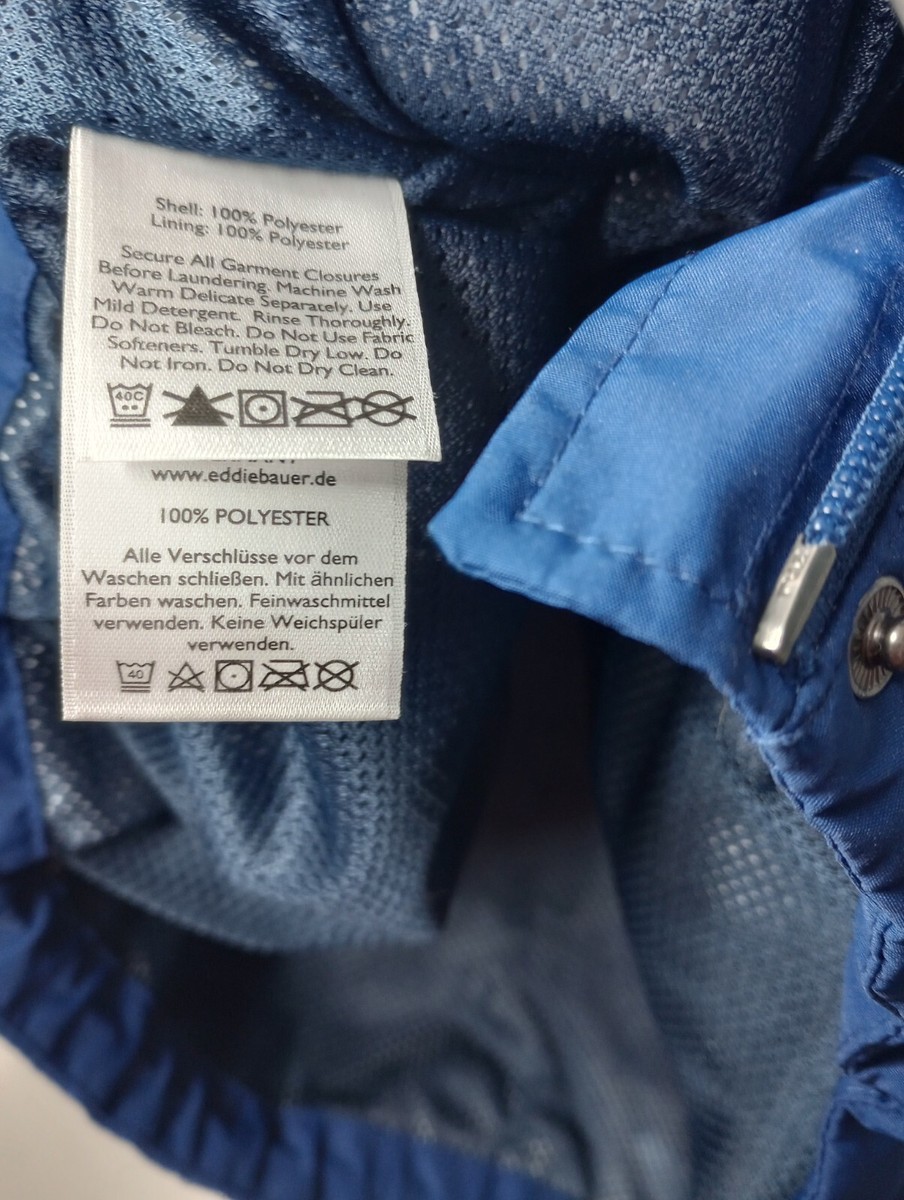 Shell: 100% Polyester
Lining: 100% Polyester
Secure All Garment Closures
Before Laundering. Machine Wash
Warm Delicate Separately. Use
Mild Detergent. Rinse Thoroughly.
Do Not Bleach. Do Not Use Fabric
Softeners. Tumble Dry Low. Do
Not Iron. Do Not Dry Clean.
40C
www.eddiebauer.de
100% POLYESTER
Alle Verschlüsse vor dem
Waschen schließen. Mit ähnlichen
Farben waschen. Feinwaschmittel
verwenden. Keine Weichspüler
verwenden.
40